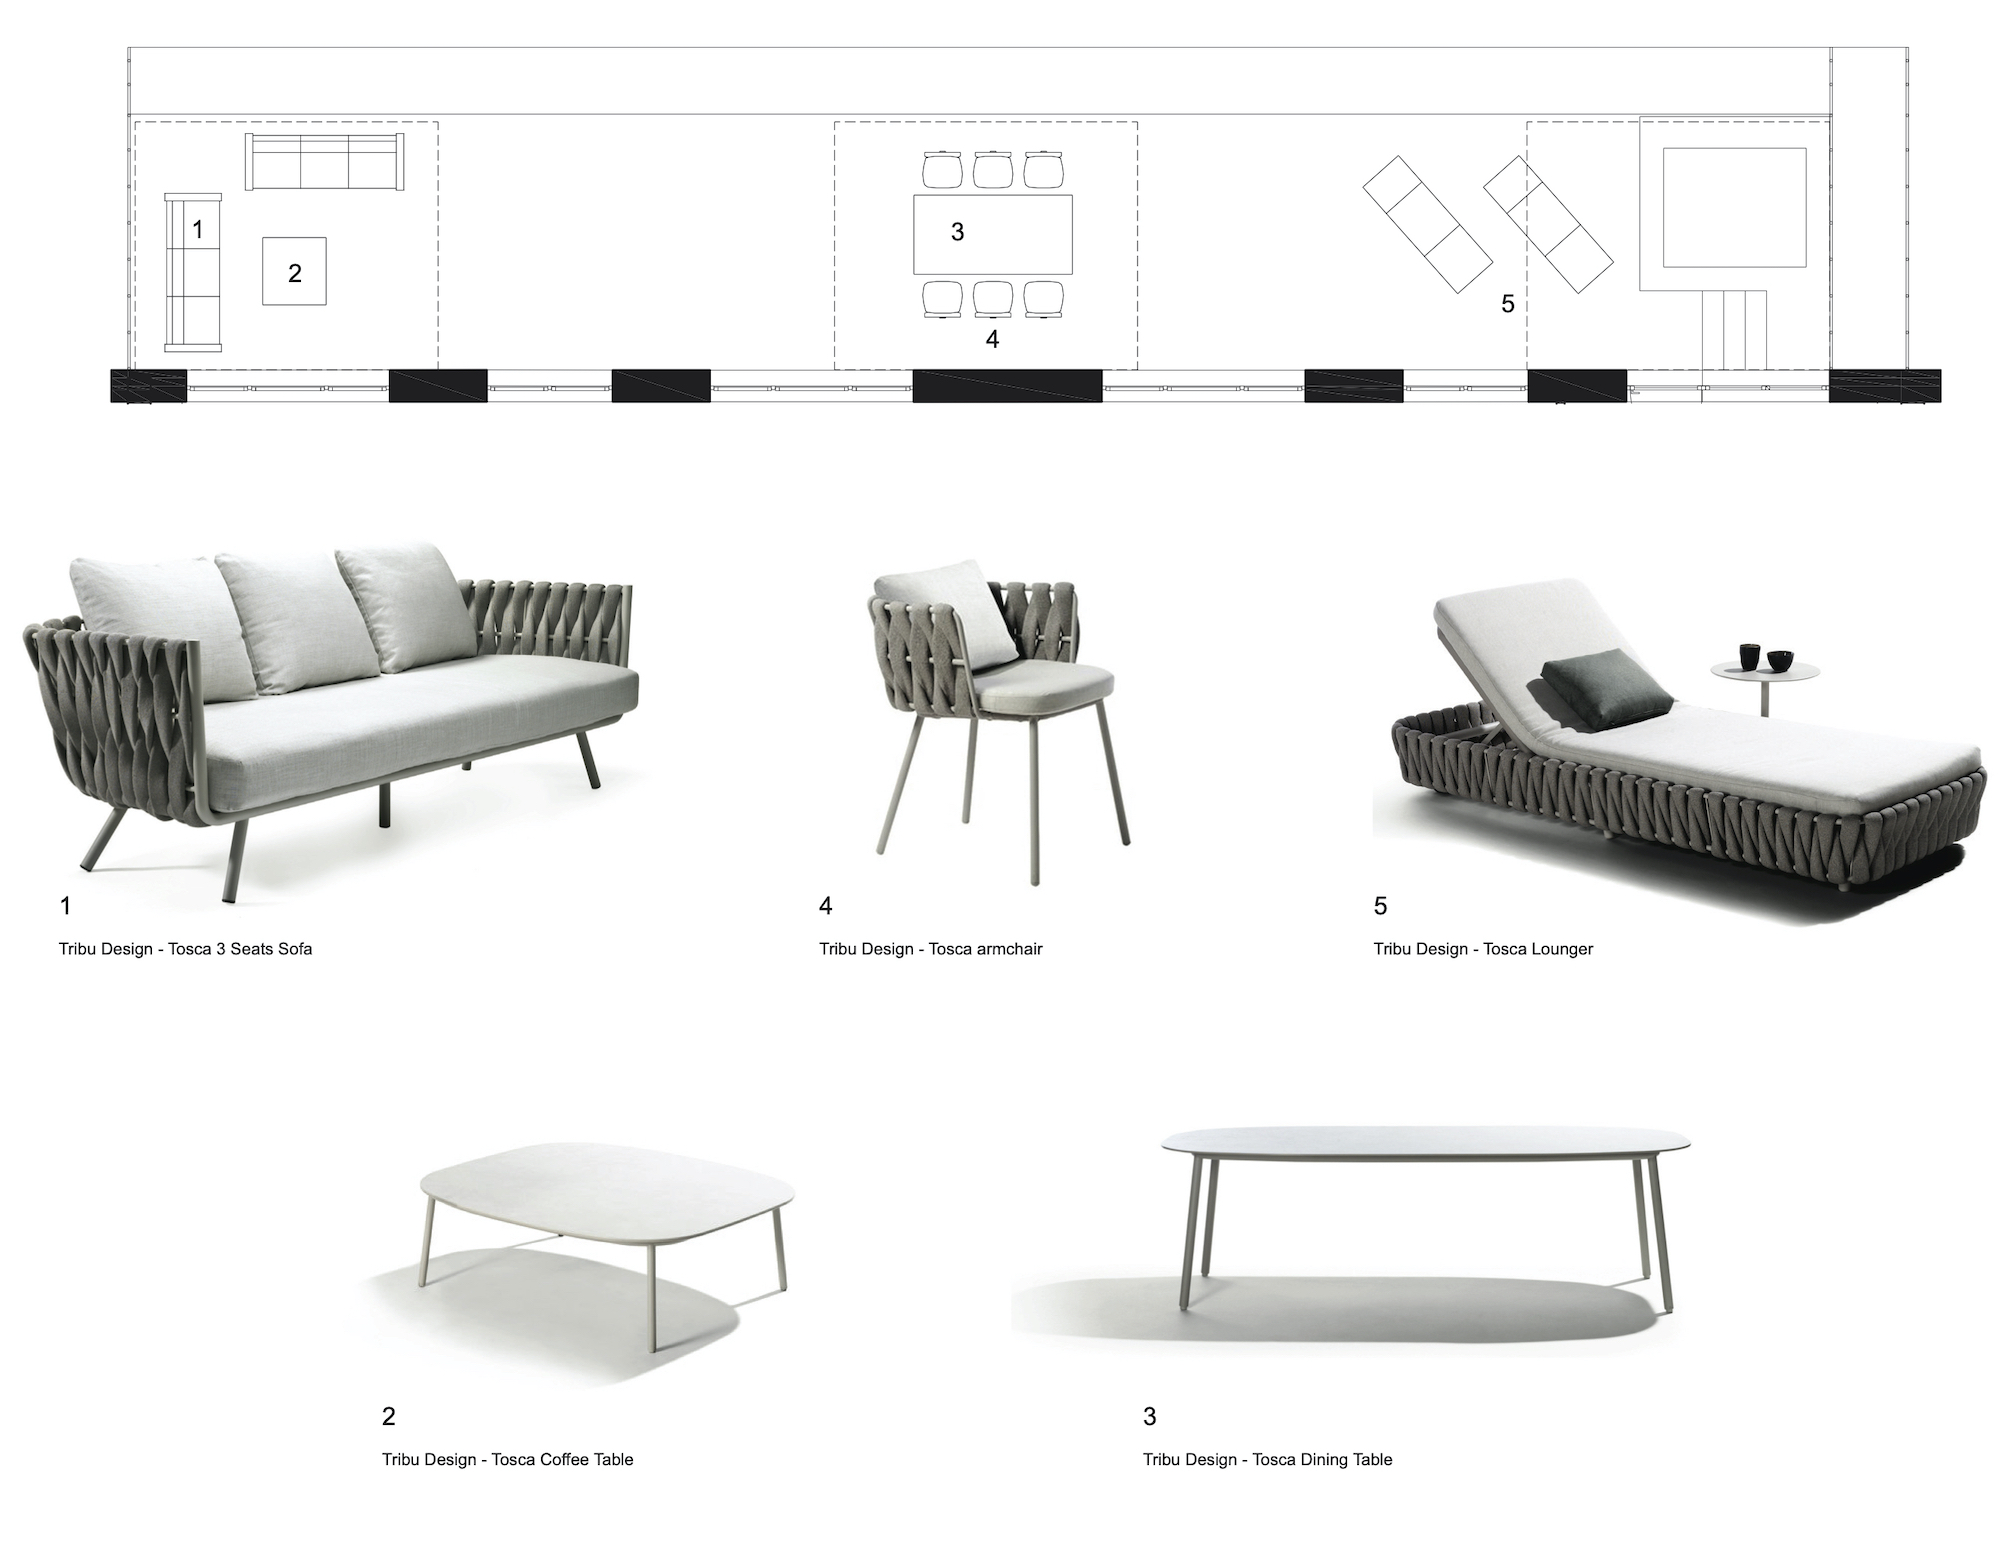 1
2
3
4
5
1
Tribu Design - Tosca 3 Seats Sofa
4
Tribu Design - Tosca armchair
5
Tribu Design - Tosca Lounger
2
Tribu Design - Tosca Coffee Table
3
Tribu Design - Tosca Dining Table